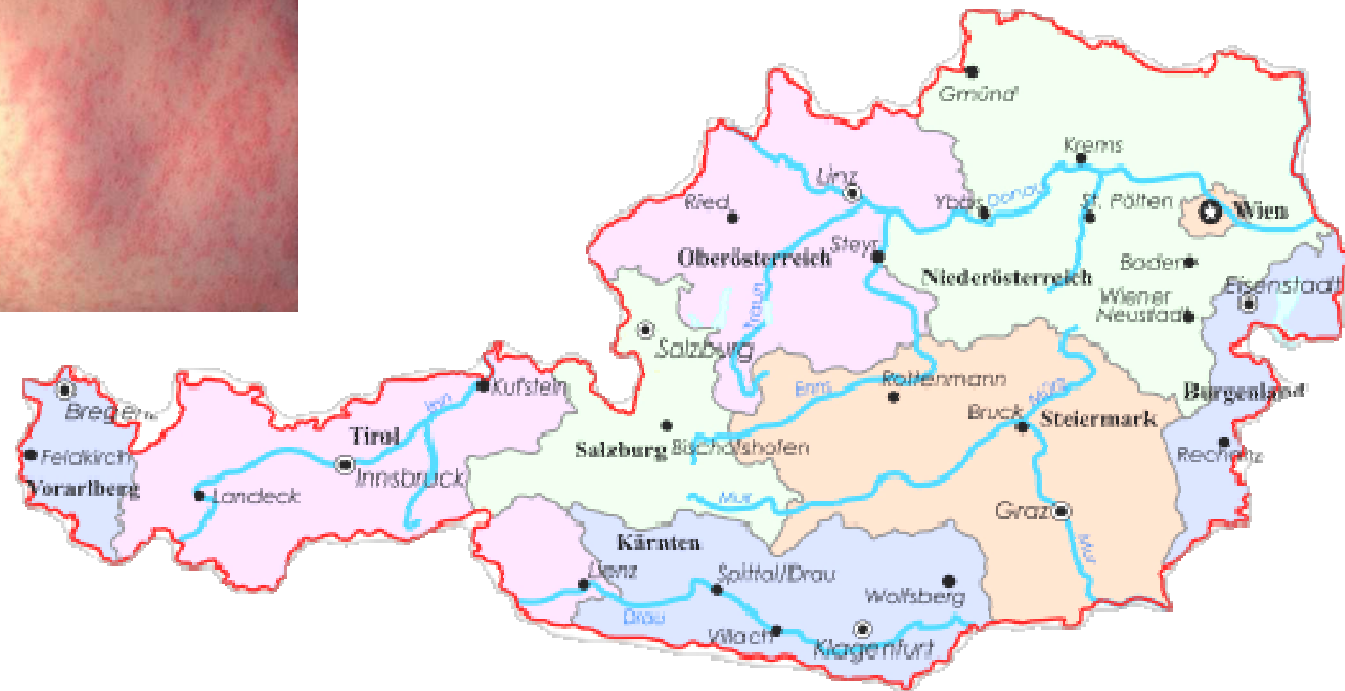 Gmünd
Krems
Linz
Ried
Ybbs
Donau
St. Pölten
Wien
Steyr
Oberösterreich
Niederösterreich
Baden
Eisenstadt
Wiener
Neustadt
Traun
Salzburg
Kufstein
Enns
Rottenmann
Mürz
Burgenland
Bregenz
Inn
Bruck
Steiermark
Tirol
Salzburg
Bischofshofen
Feldkirch
Innsbruck
Rechnitz
Vorarlberg
Landeck
Mur
Graz
Kärnten
Mur
Lienz
Spittal/Drau
Wolfsberg
Drau
Villach
Klagenfurt